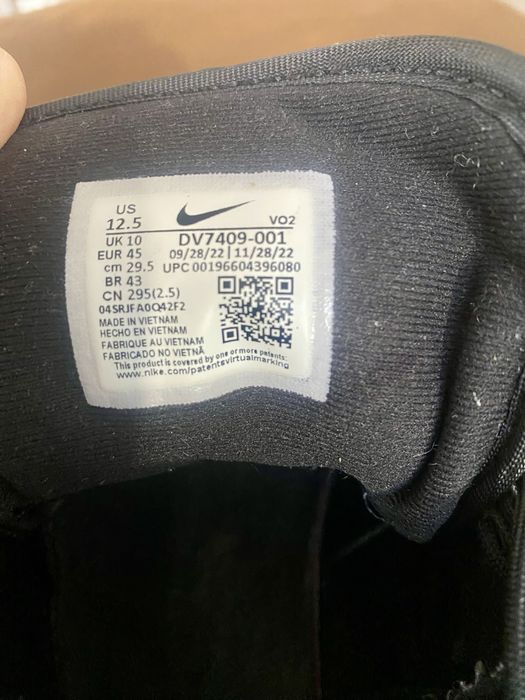 US
12.5 VO2
UK 10 DV7409-001
EUR 45 09/28/22 | 11/28/22
cm 29.5 UPC 00196604396080
BR 43
CN 295(2.5)
04SRJFA0Q42F2
MADE IN VIETNAM
HECHO EN VIETNAM
FABRIQUE AU VIETNAM
FABRICADO NO VIETNÃ
This product is covered by one or more patents:
www.nike.com/patentsvirtualmarking